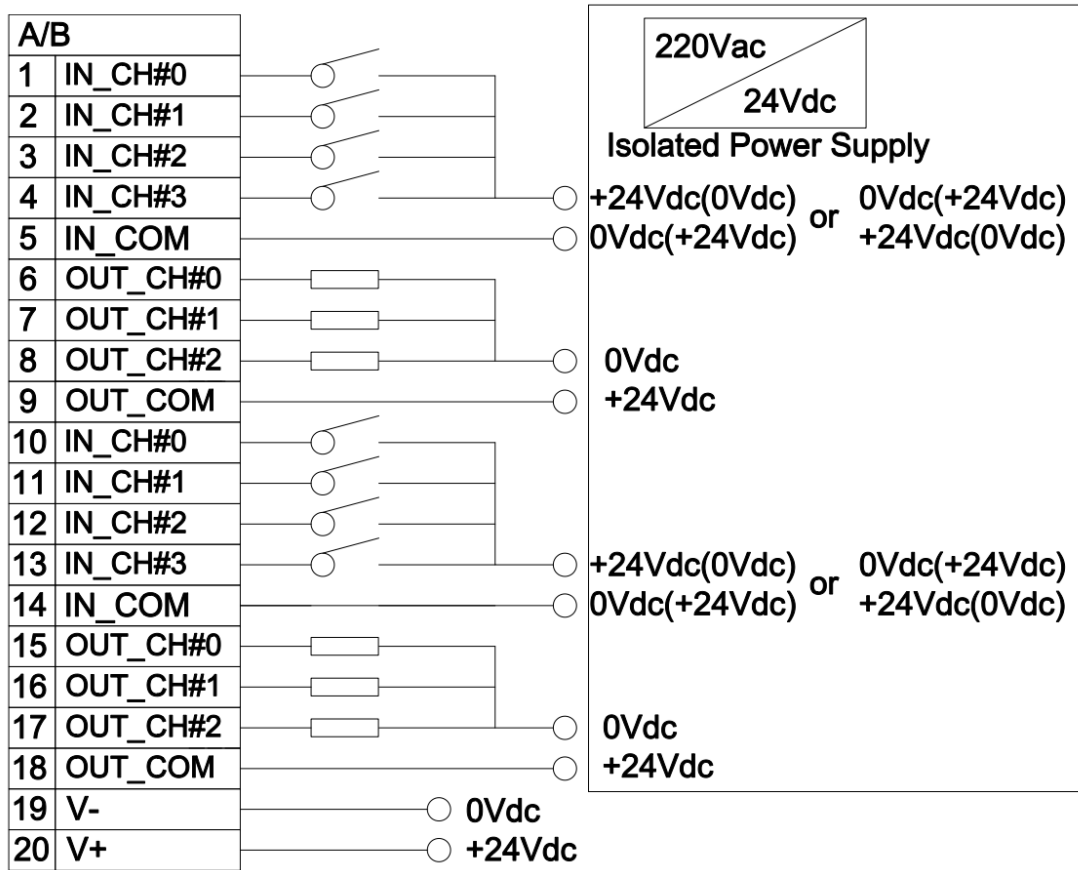 A/B
1 IN_CH#0
2 IN_CH#1
3 IN_CH#2
4 IN_CH#3
5 IN_COM
6 OUT_CH#0
7 OUT_CH#1
8 OUT_CH#2
9 OUT_COM
10 IN_CH#0
11 IN_CH#1
12 IN_CH#2
13 IN_CH#3
14 IN_COM
15 OUT_CH#0
16 OUT_CH#1
17 OUT_CH#2
18 OUT_COM
19 V-
20 V+
220Vac
24Vdc
Isolated Power Supply
+24Vdc(0Vdc) or 0Vdc(+24Vdc)
0Vdc(+24Vdc) +24Vdc(0Vdc)
0Vdc
+24Vdc
+24Vdc(0Vdc) or 0Vdc(+24Vdc)
0Vdc(+24Vdc) +24Vdc(0Vdc)
0Vdc
+24Vdc
0Vdc
+24Vdc